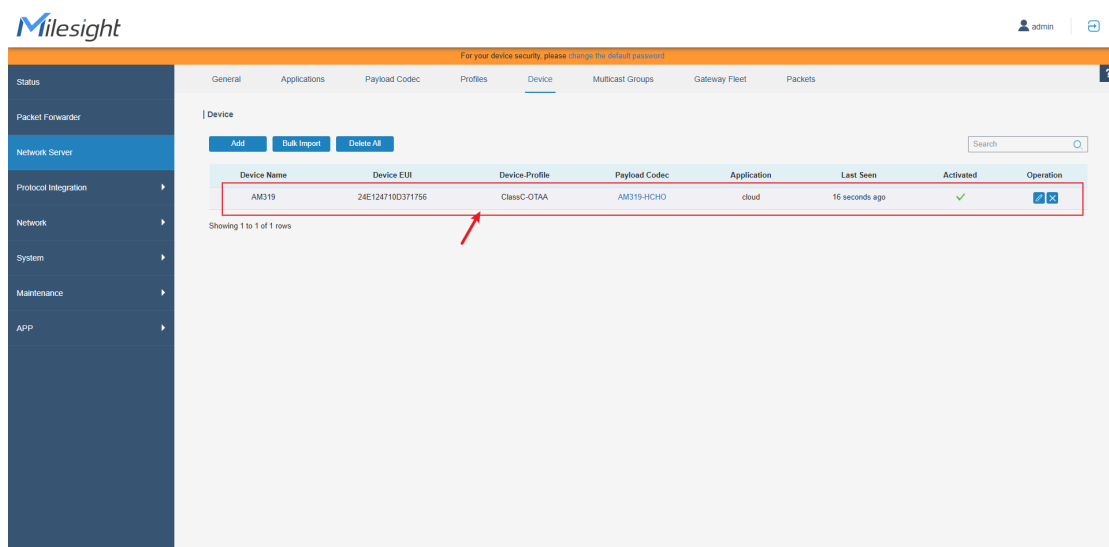 Milesight
admin
For your device security, please change the default password
Status
Packet Forwarder
Network Server
Protocol Integration
Network
System
Maintenance
APP
General Applications Payload Codec Profiles Device Multicast Groups Gateway Fleet Packets
?
Device
Add Bulk Import Delete All
Search
Device Name Device EUI Device-Profile Payload Codec Application Last Seen Activated Operation
AM319 24E124710D371756 ClassC-OTAA AM319-HCHO cloud 16 seconds ago
Showing 1 to 1 of 1 rows